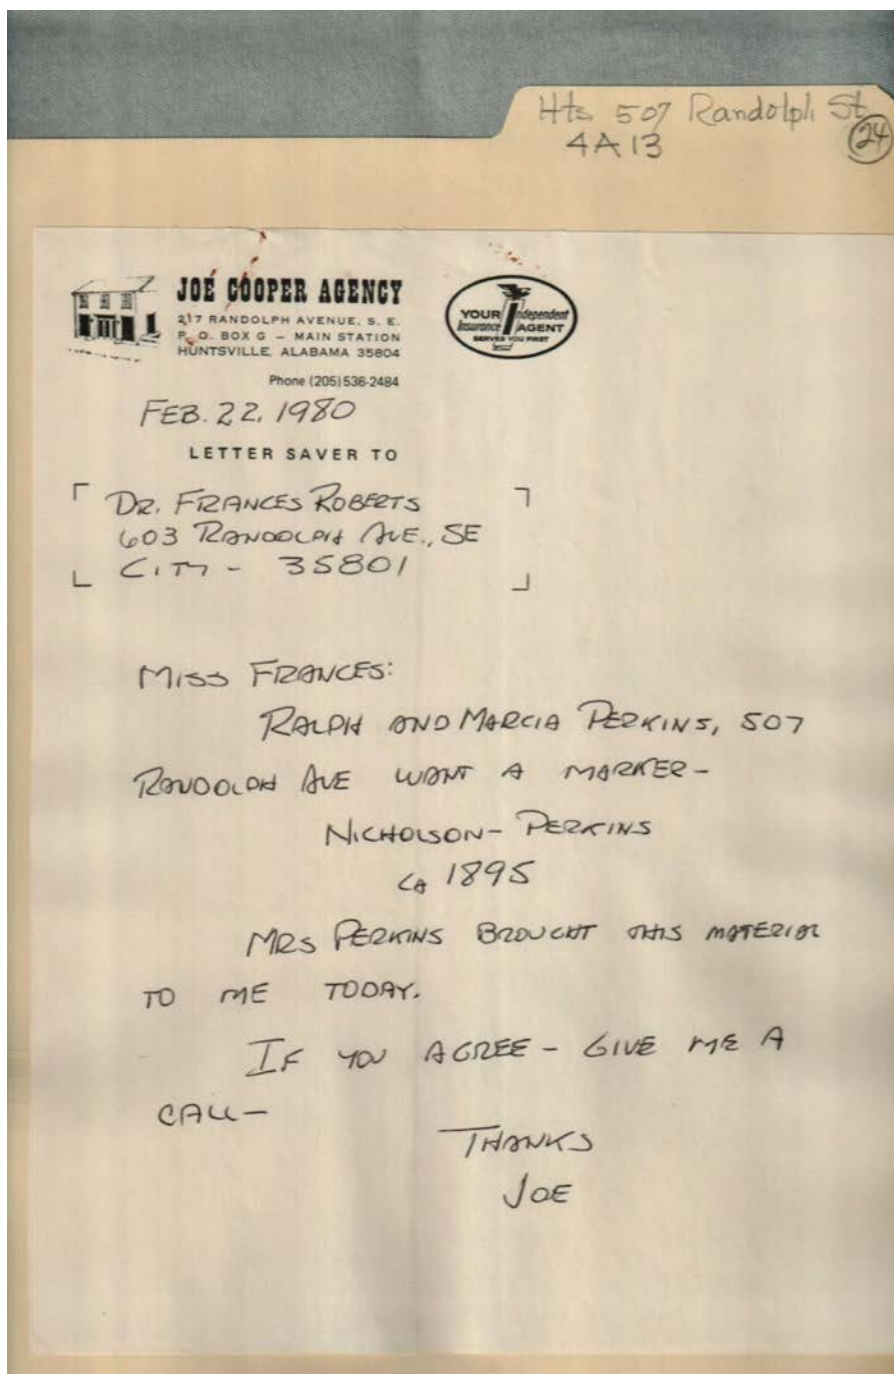 Hts 507 Randolph St
4A13
24
JOE COOPER AGENCY
217 RANDOLPH AVENUE, S. E.
P. O. BOX G – MAIN STATION
HUNTSVILLE, ALABAMA 35804
Phone (205) 536-2484
YOUR Independent
Insurance AGENT
SERVES YOU FIRST
FEB. 22, 1980
LETTER SAVER TO
DR. FRANCES ROBERTS
603 RANDOLPH AVE., SE
CITY - 35801
MISS FRANCES:
RALPH AND MARCIA PERKINS, 507
RANDOLPH AVE WANT A MARKER -
NICHOLSON - PERKINS
CA 1895
MRS PERKINS BROUGHT THIS MATERIAL
TO ME TODAY.
IF YOU AGREE - GIVE ME A
CALL -
THANKS
JOE